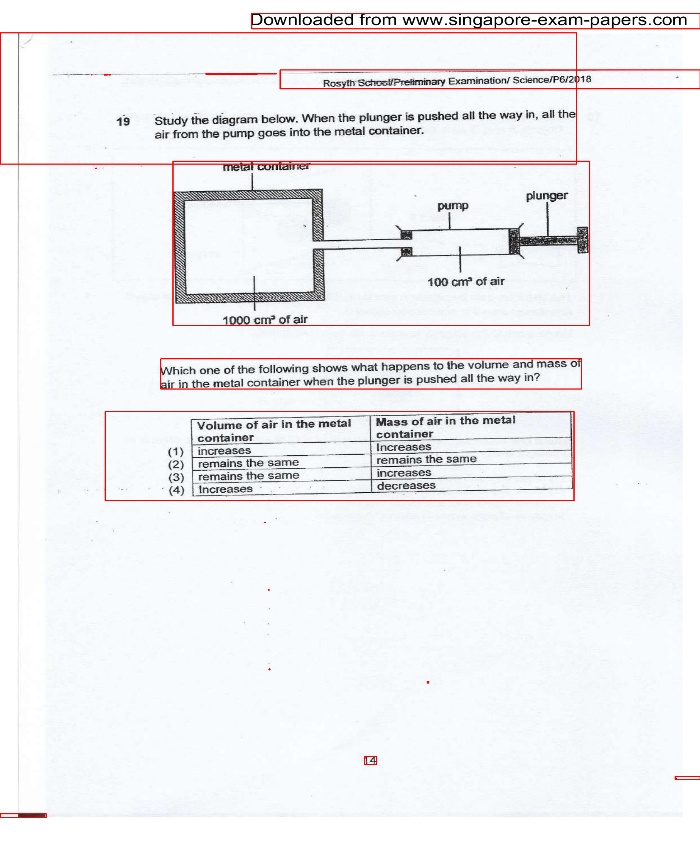 Downloaded from www.singapore-exam-papers.com
Rosyth School/Preliminary Examination/ Science/P6/2018
19 Study the diagram below. When the plunger is pushed all the way in, all the
air from the pump goes into the metal container.
metal container
plunger
pump
100 cm³ of air
1000 cm³ of air
Which one of the following shows what happens to the volume and mass of
air in the metal container when the plunger is pushed all the way in?
Volume of air in the metal container Mass of air in the metal container
(1) increases Increases
(2) remains the same remains the same
(3) remains the same increases
(4) Increases decreases
14